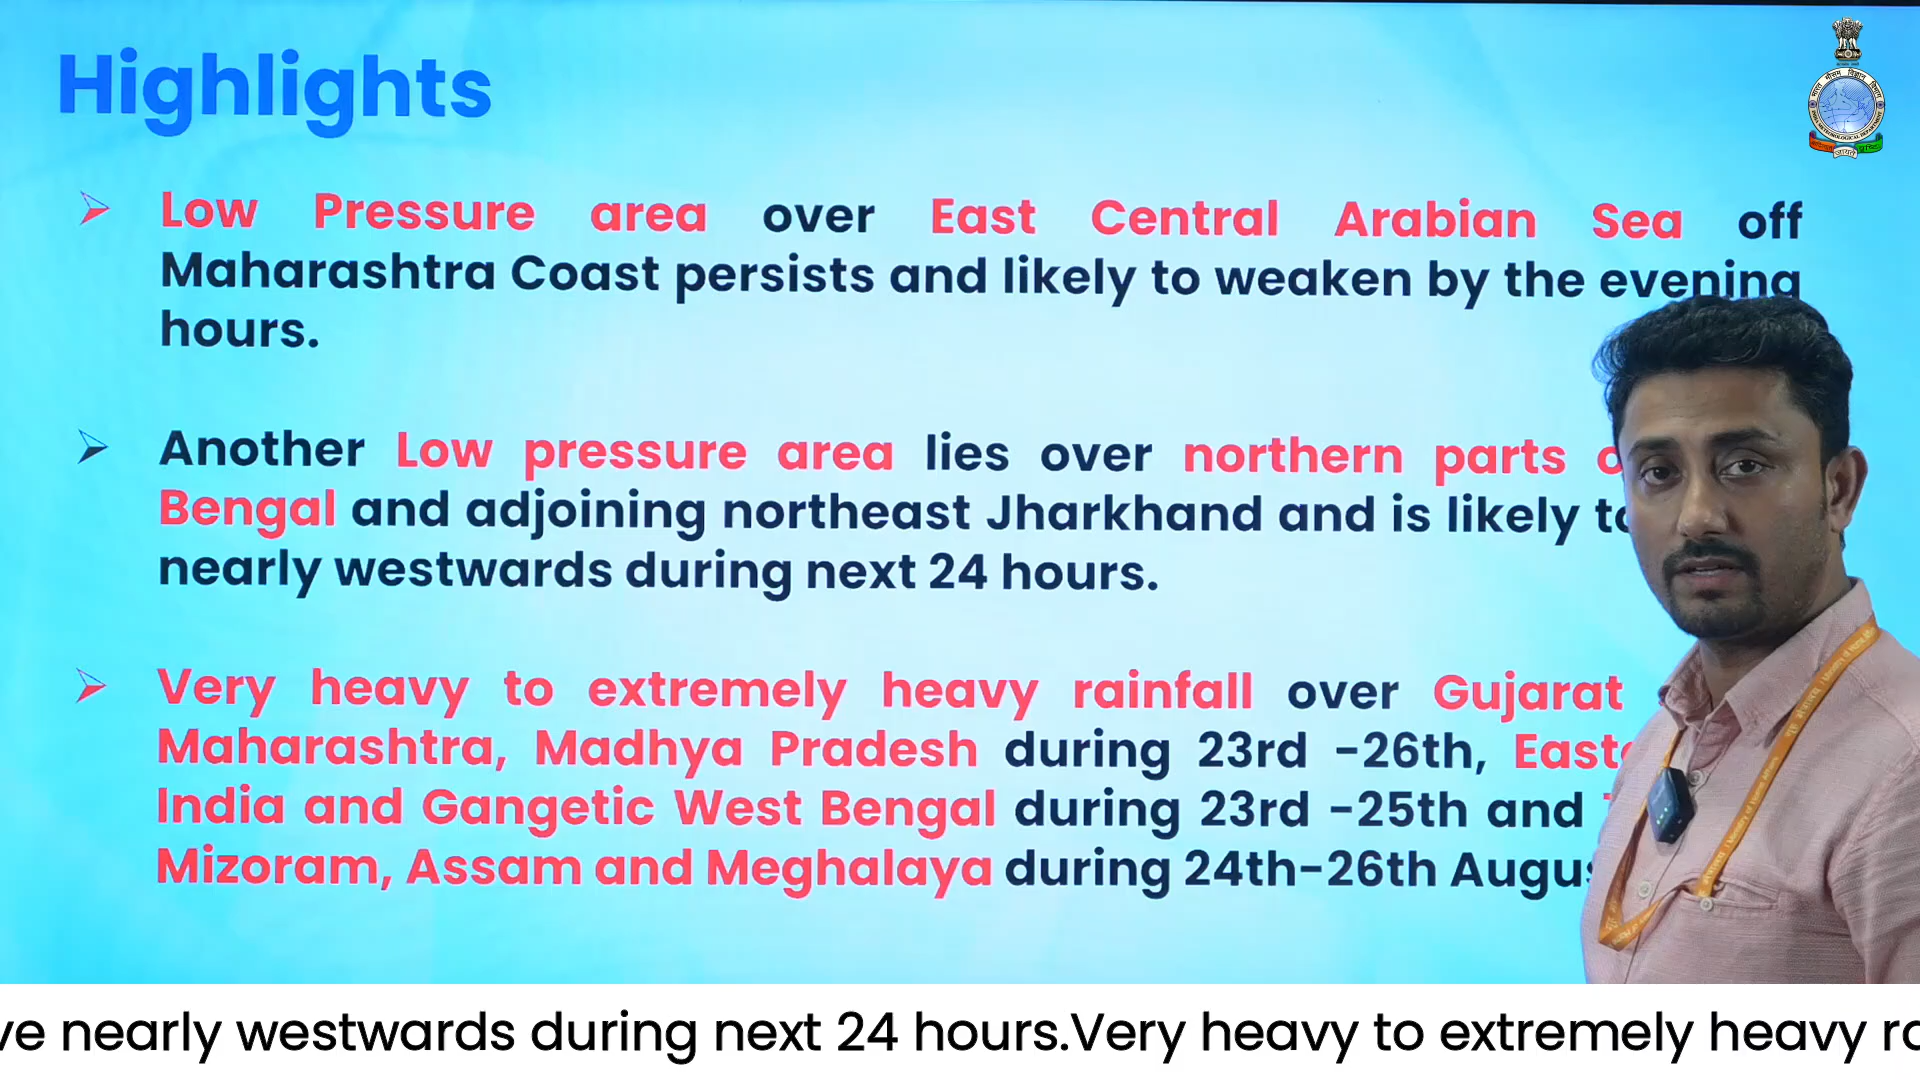 Highlights
Low Pressure area over East Central Arabian Sea off
Maharashtra Coast persists and likely to weaken by the evening
hours.
Another Low pressure area lies over northern parts
Bengal and adjoining northeast Jharkhand and is likely
nearly westwards during next 24 hours.
Very heavy to extremely heavy rainfall over Gujarat
Maharashtra, Madhya Pradesh during 23rd -26th,
India and Gangetic West Bengal during 23rd -25th and
Mizoram, Assam and Meghalaya during 24th-26th
nearly westwards during next 24 hours.Very heavy to extremely heavy